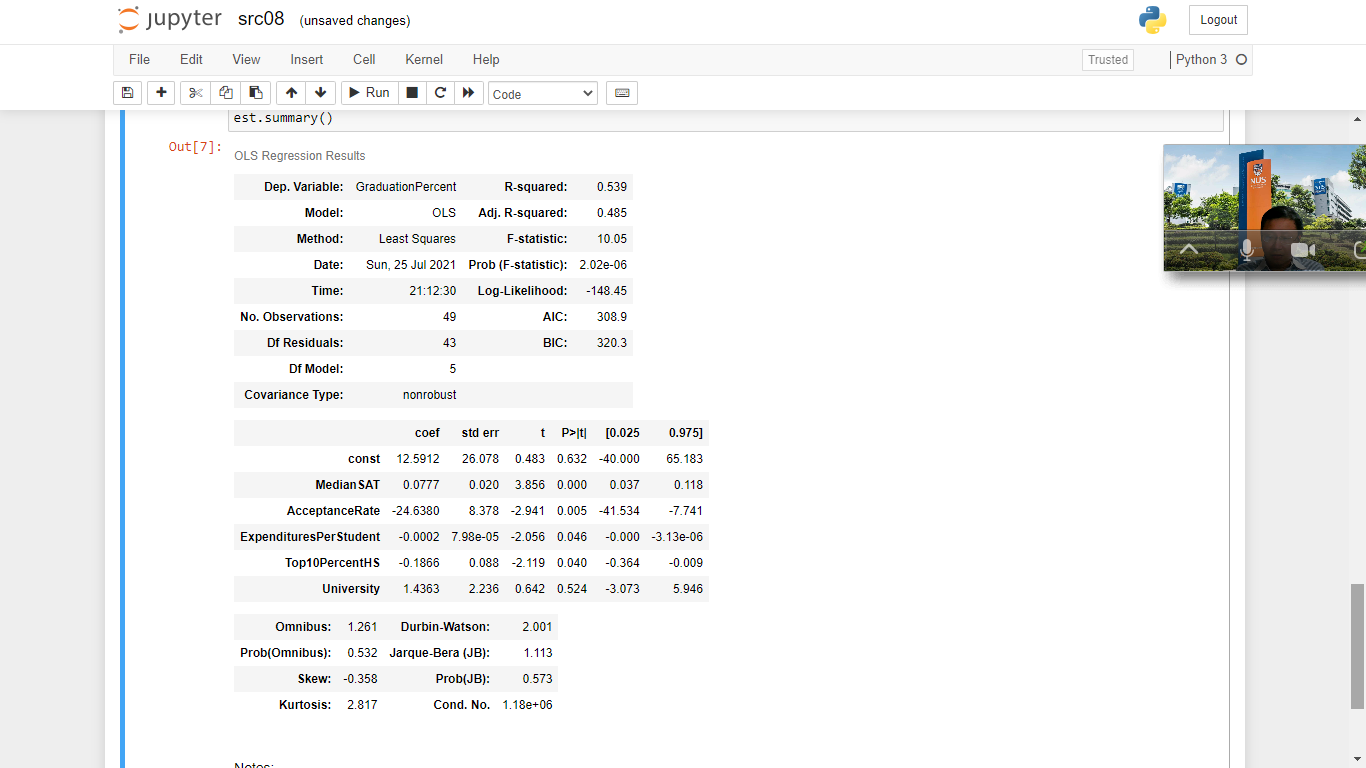 jupyter src08 (unsaved changes) Logout
File Edit View Insert Cell Kernel Help Trusted Python 3
Run Code
est.summary()
Out[7]:
OLS Regression Results
Dep. Variable: GraduationPercent R-squared: 0.539
Model: OLS Adj. R-squared: 0.485
Method: Least Squares F-statistic: 10.05
Date: Sun, 25 Jul 2021 Prob (F-statistic): 2.02e-06
Time: 21:12:30 Log-Likelihood: -148.45
No. Observations: 49 AIC: 308.9
Df Residuals: 43 BIC: 320.3
Df Model: 5
Covariance Type: nonrobust
coef std err t P>|t| [0.025 0.975]
const 12.5912 26.078 0.483 0.632 -40.000 65.183
MedianSAT 0.0777 0.020 3.856 0.000 0.037 0.118
AcceptanceRate -24.6380 8.378 -2.941 0.005 -41.534 -7.741
ExpendituresPerStudent -0.0002 7.98e-05 -2.056 0.046 -0.000 -3.13e-06
Top10PercentHS -0.1866 0.088 -2.119 0.040 -0.364 -0.009
University 1.4363 2.236 0.642 0.524 -3.073 5.946
Omnibus: 1.261 Durbin-Watson: 2.001
Prob(Omnibus): 0.532 Jarque-Bera (JB): 1.113
Skew: -0.358 Prob(JB): 0.573
Kurtosis: 2.817 Cond. No. 1.18e+06
Notes:
NUS